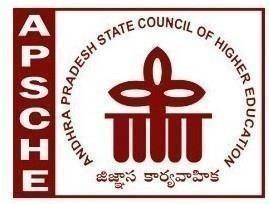 APSCHE
ANDHRA PRADESH STATE COUNCIL OF HIGHER EDUCATION
జిజ్ఞాస కార్యవాహిక